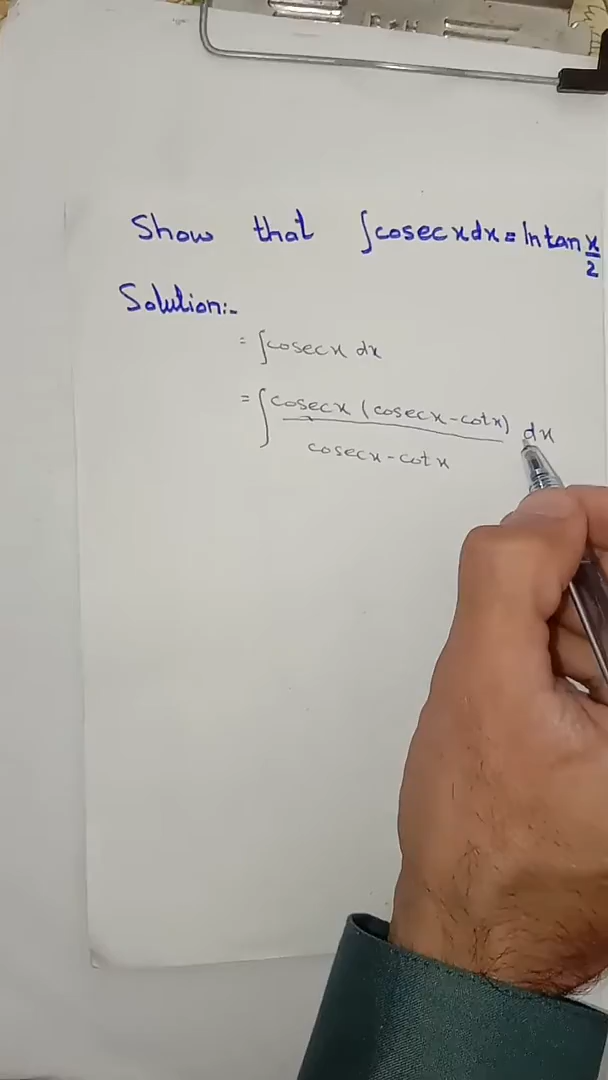 Show that ∫cosec x dx = ln tan x/2
Solution:-
= ∫cosec x dx
= ∫ cosec x (cosec x - cot x) / cosec x - cot x dx